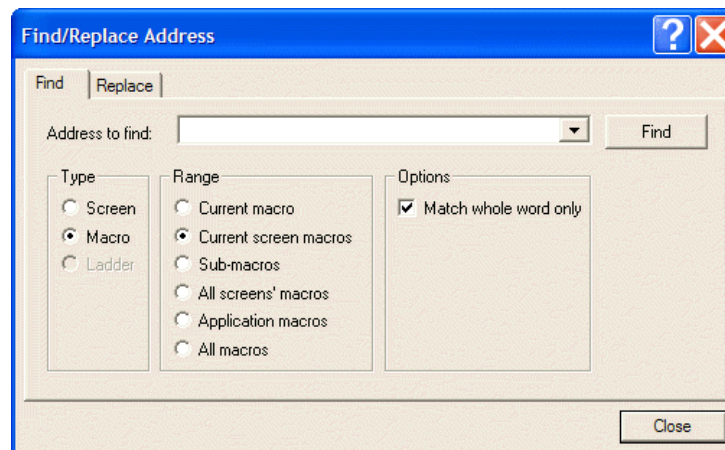 Find/Replace Address
?
Find Replace
Address to find: Find
Type Range Options
Screen Current macro Match whole word only
Macro Current screen macros
Ladder Sub-macros
All screens' macros
Application macros
All macros
Close